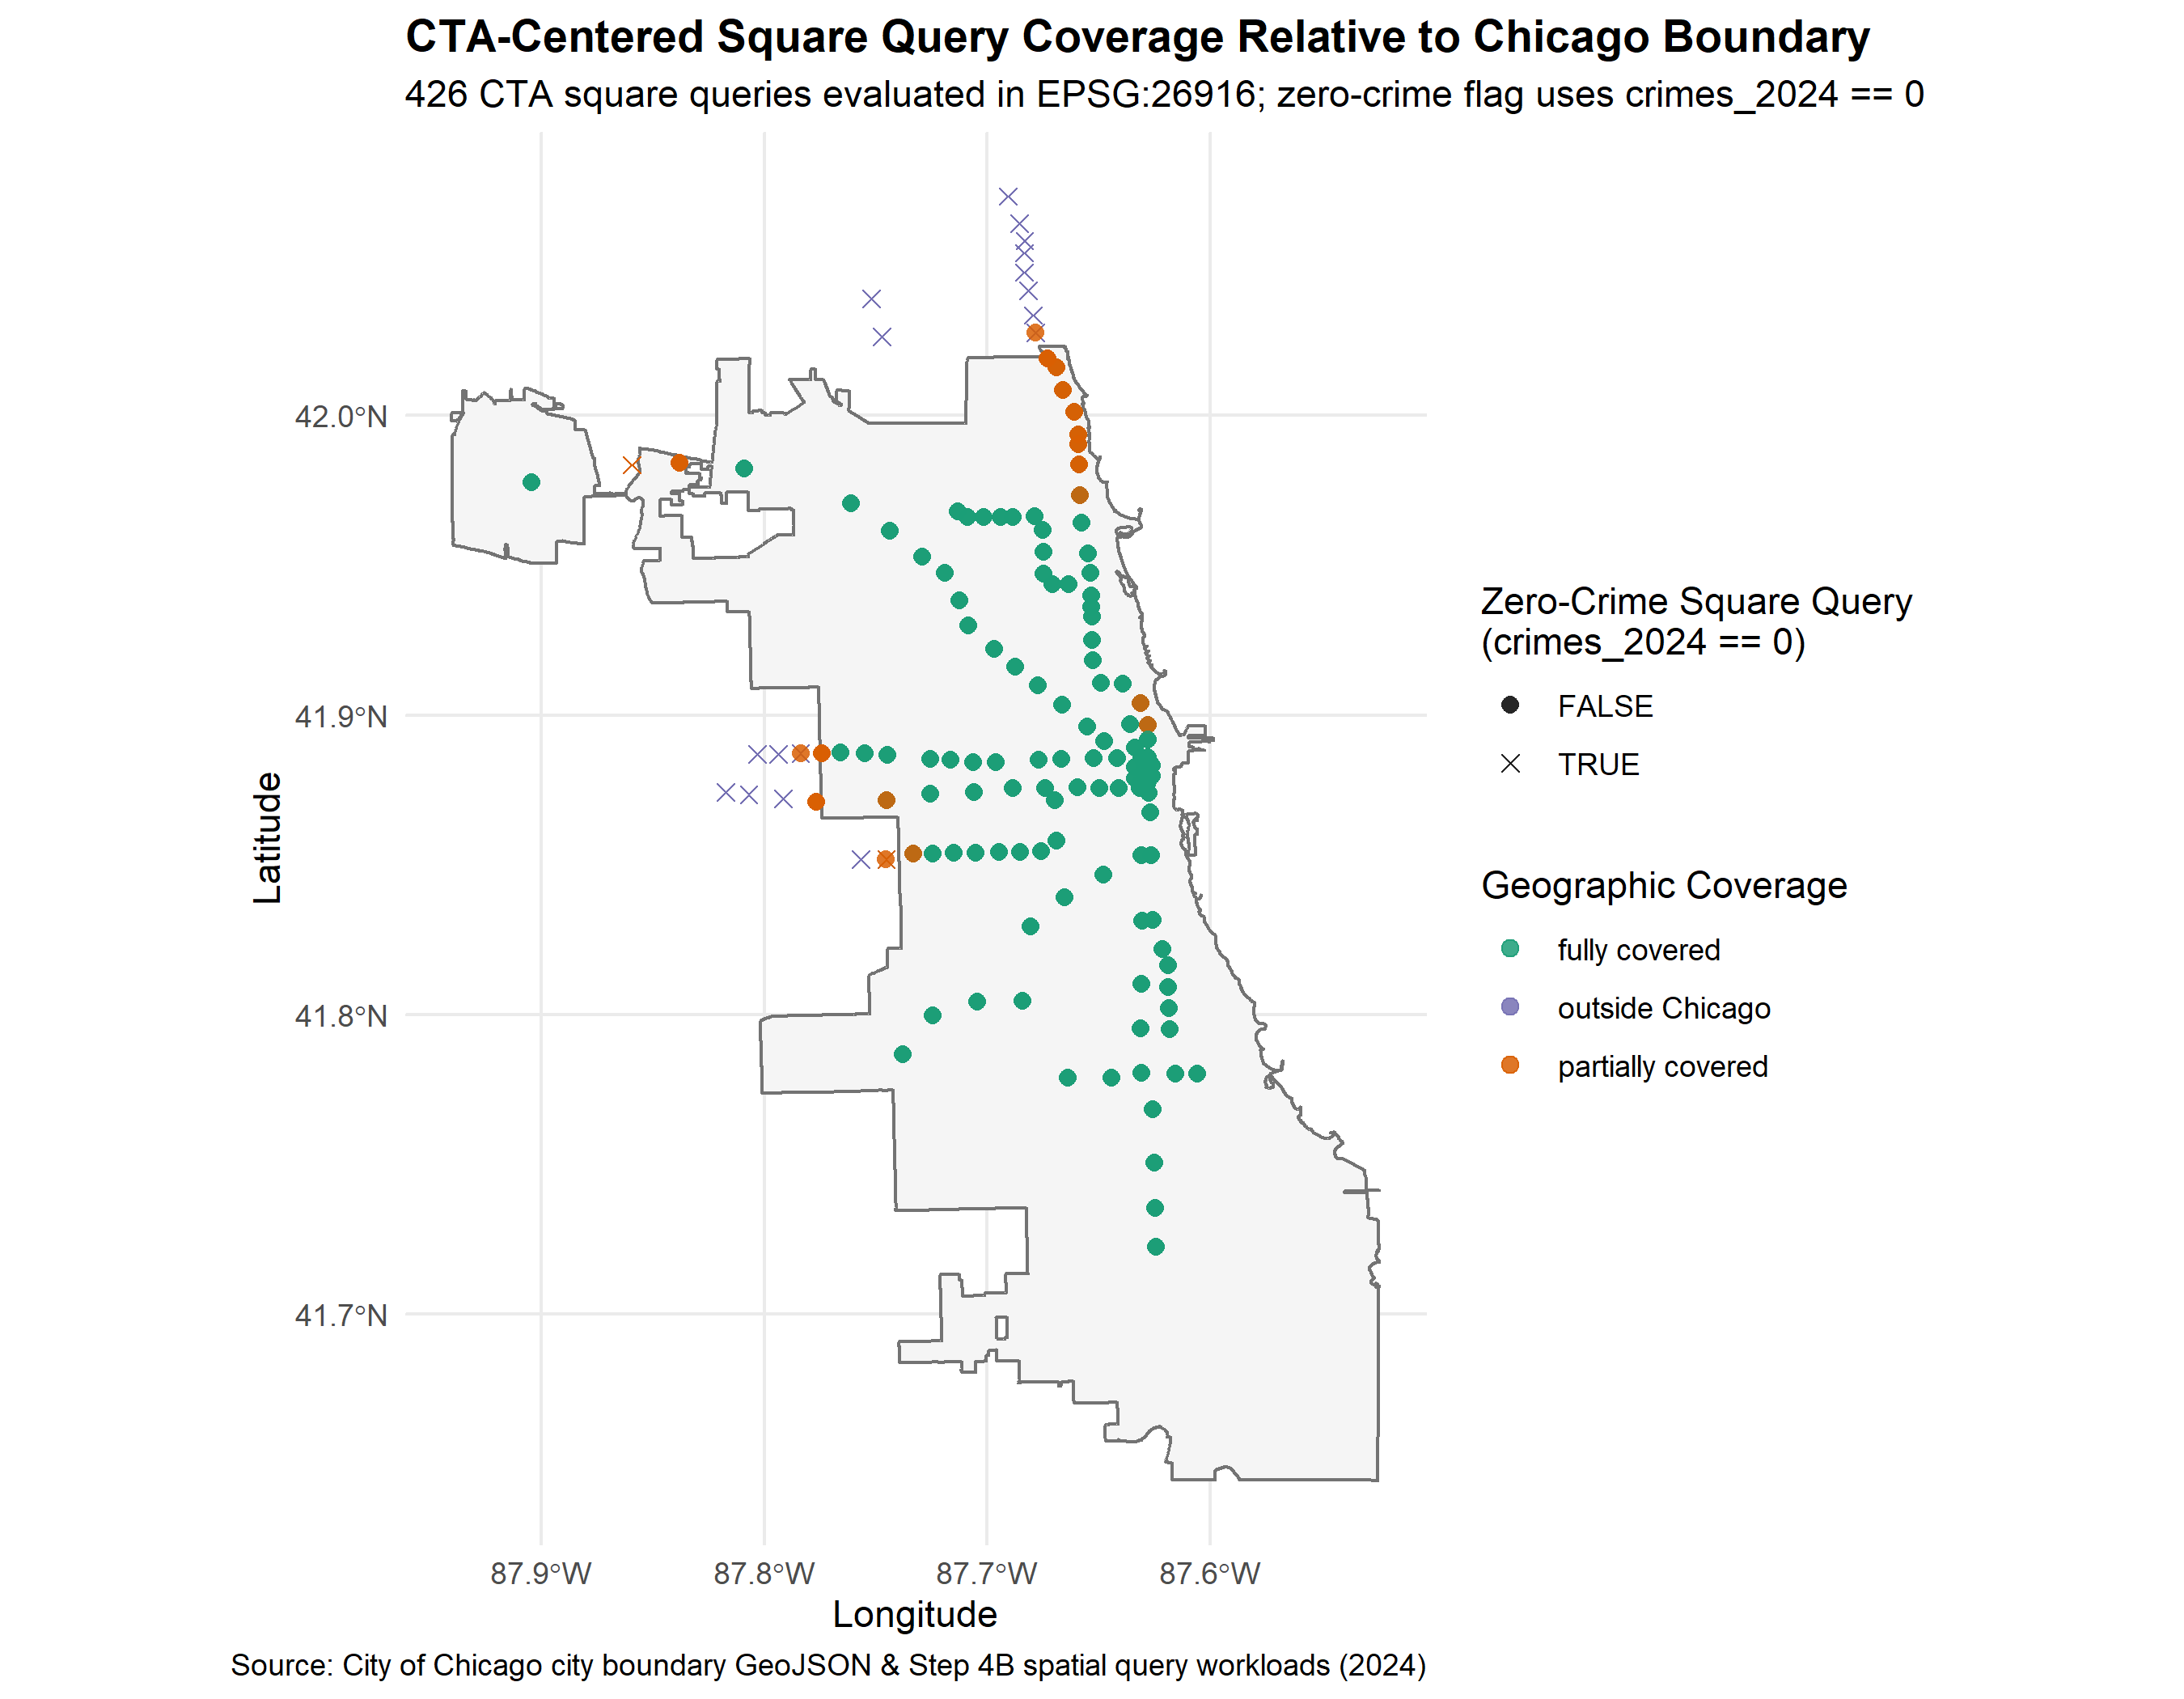 CTA-Centered Square Query Coverage Relative to Chicago Boundary
426 CTA square queries evaluated in EPSG:26916; zero-crime flag uses crimes_2024 == 0
42.0°N
41.9°N
41.8°N
41.7°N
Latitude
87.9°W
87.8°W
87.7°W
87.6°W
Longitude
Zero-Crime Square Query
(crimes_2024 == 0)
FALSE
TRUE
Geographic Coverage
fully covered
outside Chicago
partially covered
Source: City of Chicago city boundary GeoJSON & Step 4B spatial query workloads (2024)